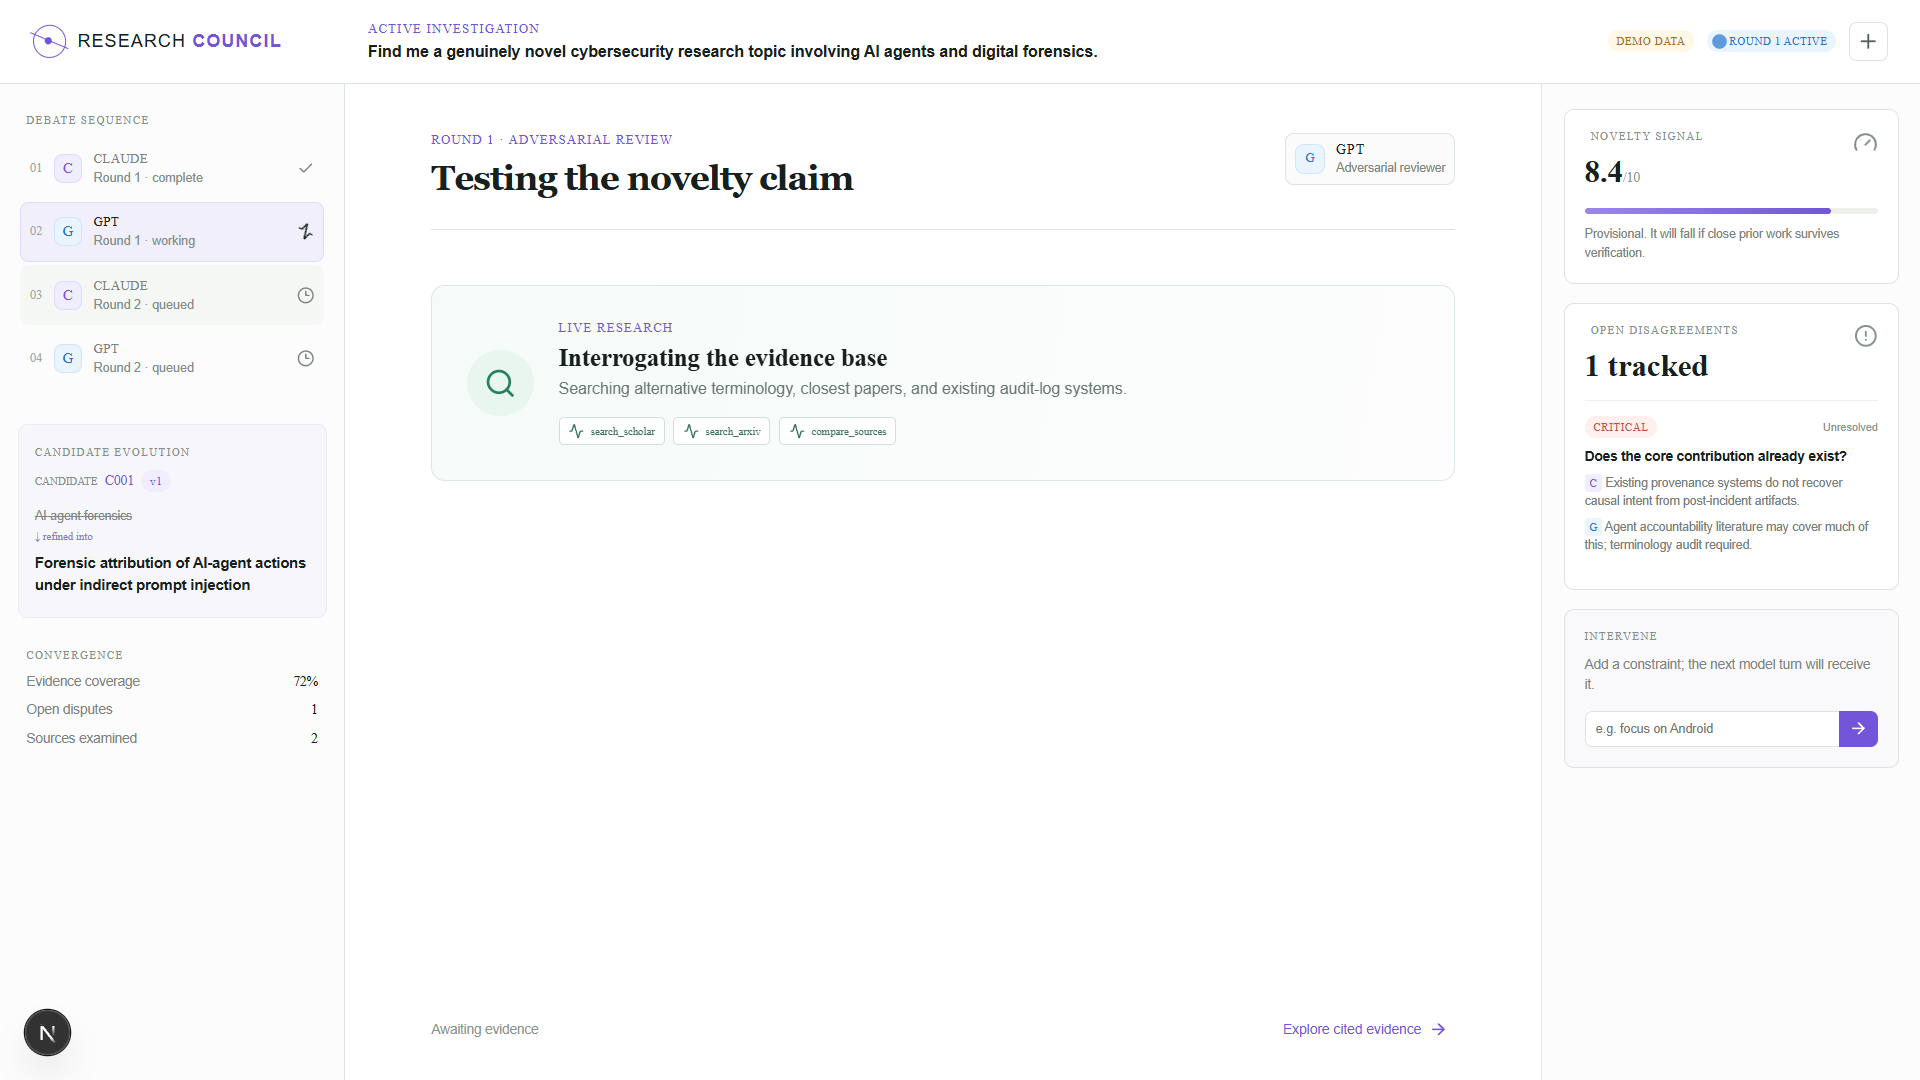 RESEARCH COUNCIL
ACTIVE INVESTIGATION
Find me a genuinely novel cybersecurity research topic involving AI agents and digital forensics.
DEMO DATA
ROUND 1 ACTIVE
DEBATE SEQUENCE
01 C CLAUDE
Round 1 · complete
02 G GPT
Round 1 · working
03 C CLAUDE
Round 2 · queued
04 G GPT
Round 2 · queued
CANDIDATE EVOLUTION
CANDIDATE C001 v1
AI agent forensics
↓ refined into
Forensic attribution of AI-agent actions
under indirect prompt injection
CONVERGENCE
Evidence coverage 72%
Open disputes 1
Sources examined 2
N
ROUND 1 · ADVERSARIAL REVIEW
Testing the novelty claim
G GPT
Adversarial reviewer
LIVE RESEARCH
Interrogating the evidence base
Searching alternative terminology, closest papers, and existing audit-log systems.
search_scholar search_arxiv compare_sources
Awaiting evidence
Explore cited evidence →
NOVELTY SIGNAL
8.4/10
Provisional. It will fall if close prior work survives
verification.
OPEN DISAGREEMENTS
1 tracked
CRITICAL Unresolved
Does the core contribution already exist?
C Existing provenance systems do not recover
causal intent from post-incident artifacts.
G Agent accountability literature may cover much of
this; terminology audit required.
INTERVENE
Add a constraint; the next model turn will receive
it.
e.g. focus on Android